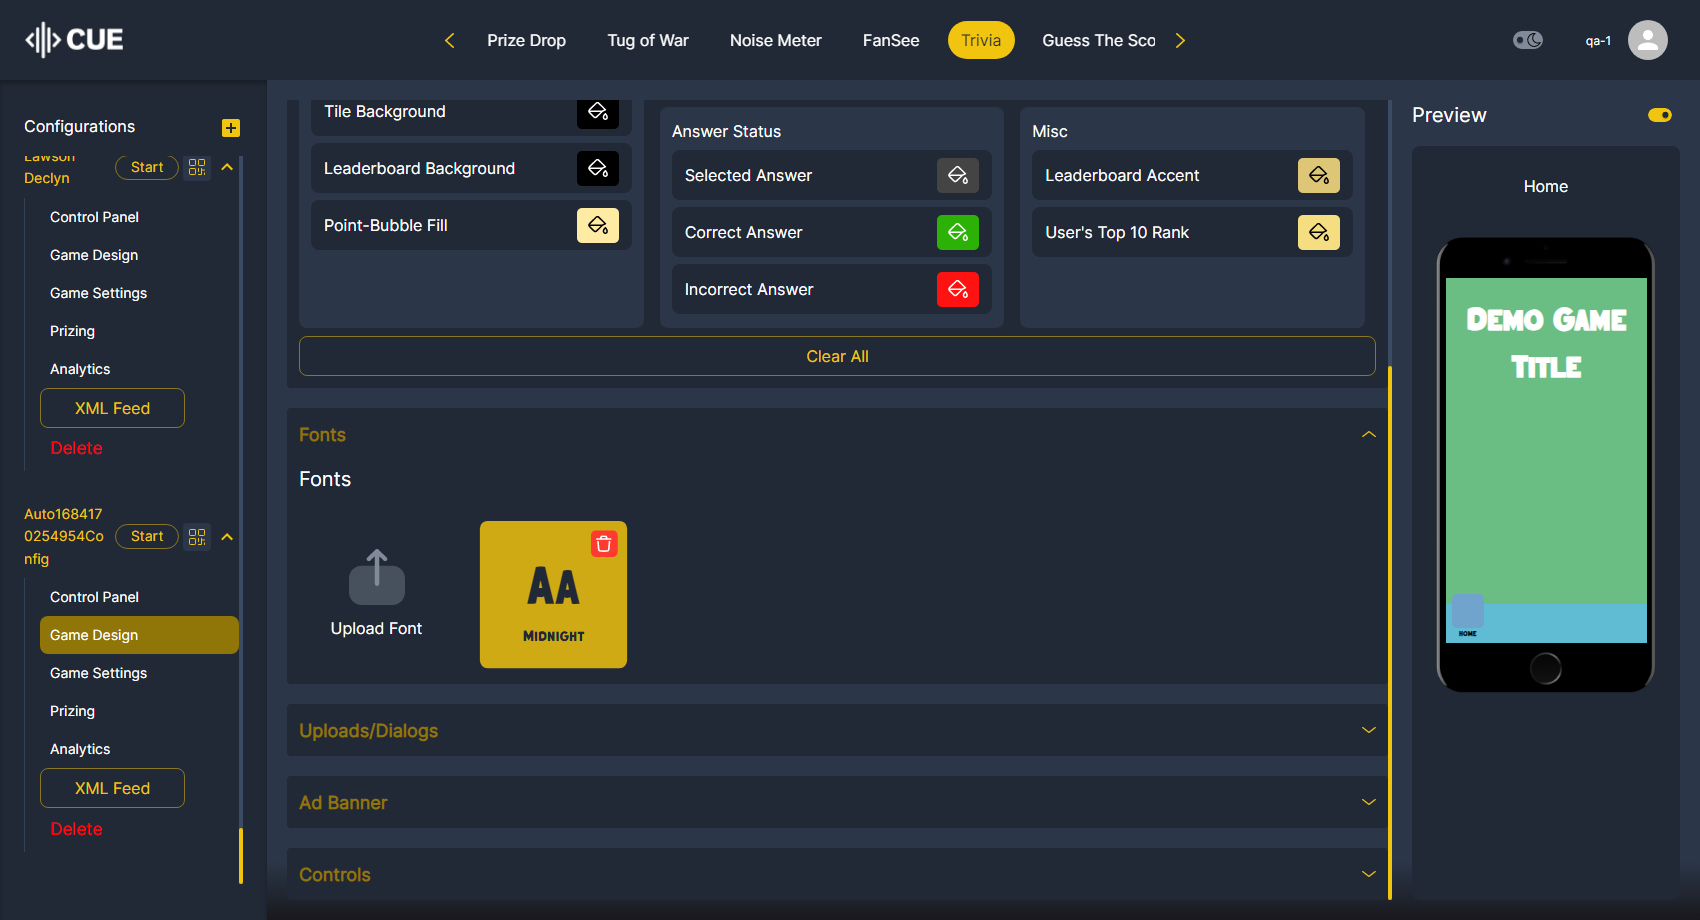 CUE
Prize Drop
Tug of War
Noise Meter
FanSee
Trivia
Guess The Sco
qa-1
Configurations
Lawson
Declyn
Start
Control Panel
Game Design
Game Settings
Prizing
Analytics
XML Feed
Delete
Auto168417
0254954Co
nfig
Start
Control Panel
Game Design
Game Settings
Prizing
Analytics
XML Feed
Delete
Tile Background
Leaderboard Background
Point-Bubble Fill
Answer Status
Selected Answer
Correct Answer
Incorrect Answer
Misc
Leaderboard Accent
User's Top 10 Rank
Clear All
Fonts
Fonts
Upload Font
Aa
Midnight
Uploads/Dialogs
Ad Banner
Controls
Preview
Home
Demo Game
Title
HOME